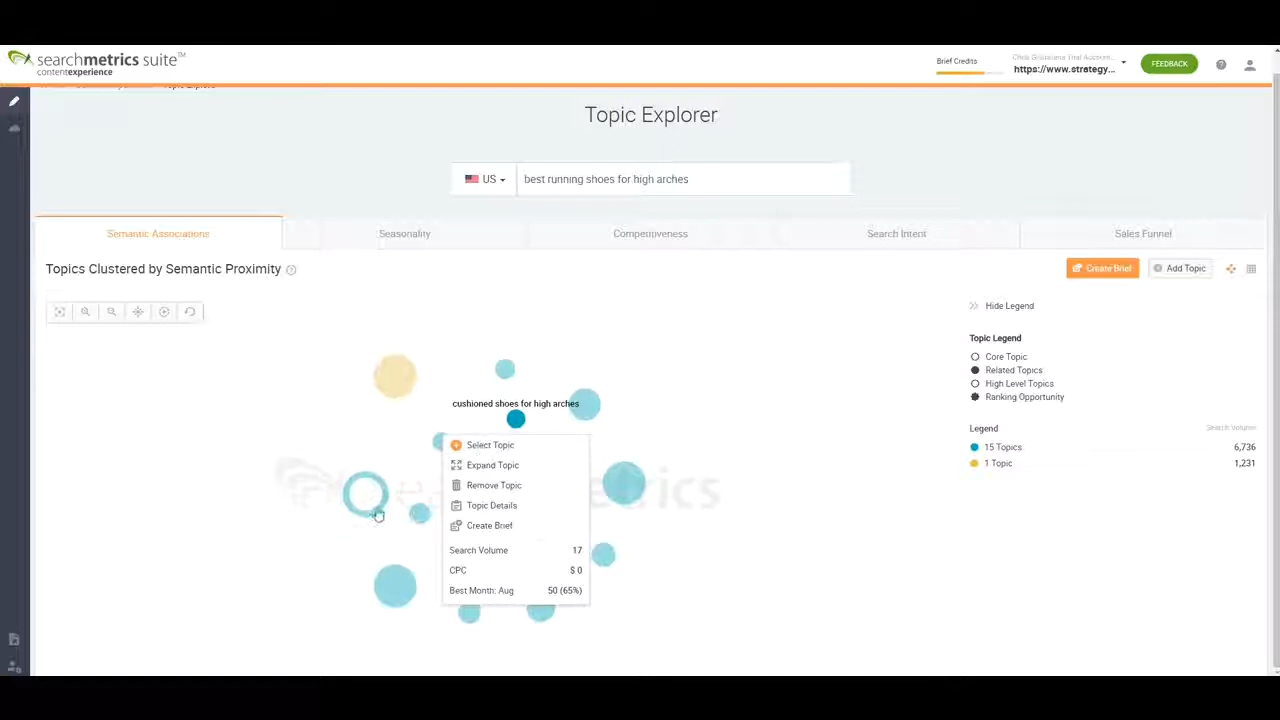 searchmetrics suite™
contentexperience
Brief Credits
https://www.strategy...
FEEDBACK
Topic Explorer
US
best running shoes for high arches
Semantic Associations
Seasonality
Competitiveness
Search Intent
Sales Funnel
Topics Clustered by Semantic Proximity
Create Brief
Add Topic
Hide Legend
Topic Legend
Core Topic
Related Topics
High Level Topics
Ranking Opportunity
Legend
Search Volume
15 Topics
6,736
1 Topic
1,231
cushioned shoes for high arches
Select Topic
Expand Topic
Remove Topic
Topic Details
Create Brief
Search Volume
17
CPC
$ 0
Best Month: Aug
50 (65%)